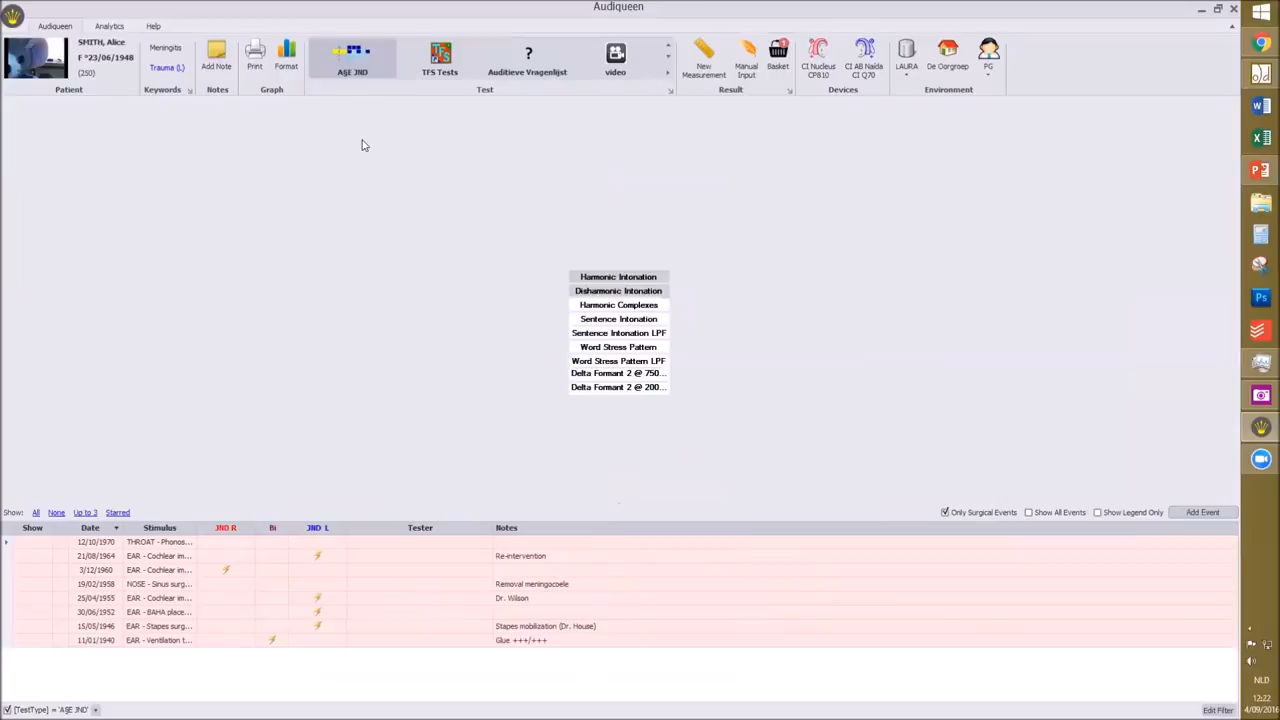 Audiqueen
Audiqueen Analytics Help
SMITH, Alice
F *23/06/1948
(250)
Meningitis
Trauma (L)
Add Note
Print Format
A§E JND
TFS
TFS Tests
?
Auditieve Vragenlijst
video
New Measurement
Manual Input
Basket
CI Nucleus CP810
CI AB Naida CI Q70
LAURA
De Oorgroep
PG
Patient Keywords Notes Graph Test Result Devices Environment
Harmonic Intonation
Disharmonic Intonation
Harmonic Complexes
Sentence Intonation
Sentence Intonation LPF
Word Stress Pattern
Word Stress Pattern LPF
Delta Formant 2 @ 750...
Delta Formant 2 @ 200...
Show: All None Up to 3 Starred
Only Surgical Events Show All Events Show Legend Only Add Event
Show Date Stimulus JND R Bi JND L Tester Notes
12/10/1970 THROAT - Phonos...
21/08/1964 EAR - Cochlear im... Re-intervention
3/12/1960 EAR - Cochlear im...
19/02/1958 NOSE - Sinus surg... Removal meningocoele
25/04/1955 EAR - Cochlear im... Dr. Wilson
30/06/1952 EAR - BAHA place...
15/05/1946 EAR - Stapes surg... Stapes mobilization (Dr. House)
11/01/1940 EAR - Ventilation t... Glue +++/+++
[TestType] = 'A§E JND'
Edit Filter
Ps
NLD
12:22
4/09/2016